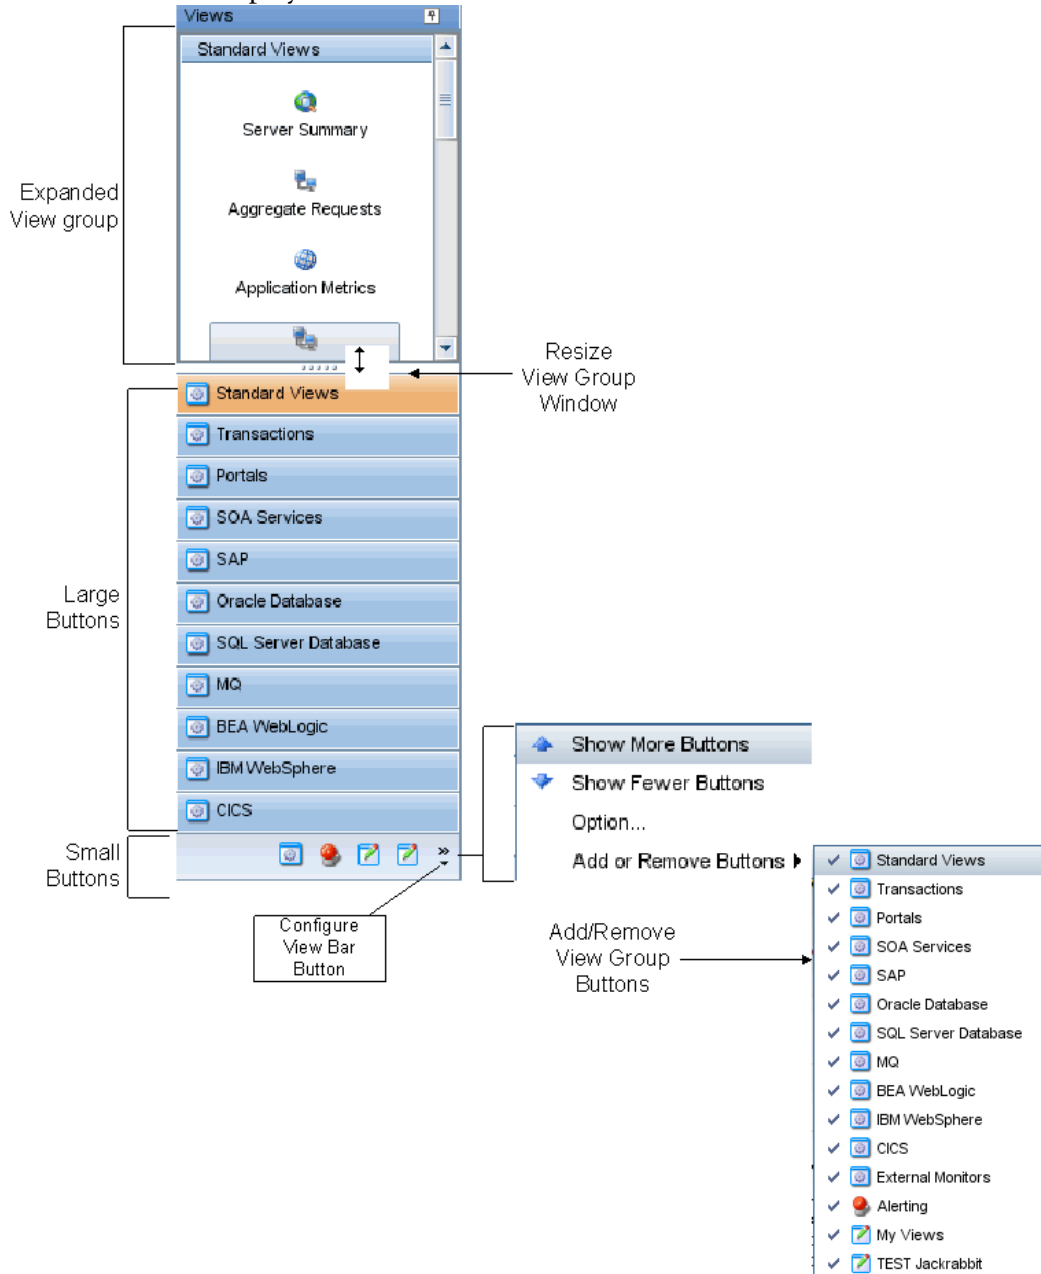 Views
Standard Views
Server Summary
Aggregate Requests
Application Metrics
Expanded
View group
Resize
View Group
Window
Standard Views
Transactions
Portals
SOA Services
SAP
Oracle Database
SQL Server Database
MQ
BEA WebLogic
IBM WebSphere
CICS
Large
Buttons
Small
Buttons
Configure
View Bar
Button
Show More Buttons
Show Fewer Buttons
Option...
Add or Remove Buttons
Add/Remove
View Group
Buttons
Standard Views
Transactions
Portals
SOA Services
SAP
Oracle Database
SQL Server Database
MQ
BEA WebLogic
IBM WebSphere
CICS
External Monitors
Alerting
My Views
TEST Jackrabbit